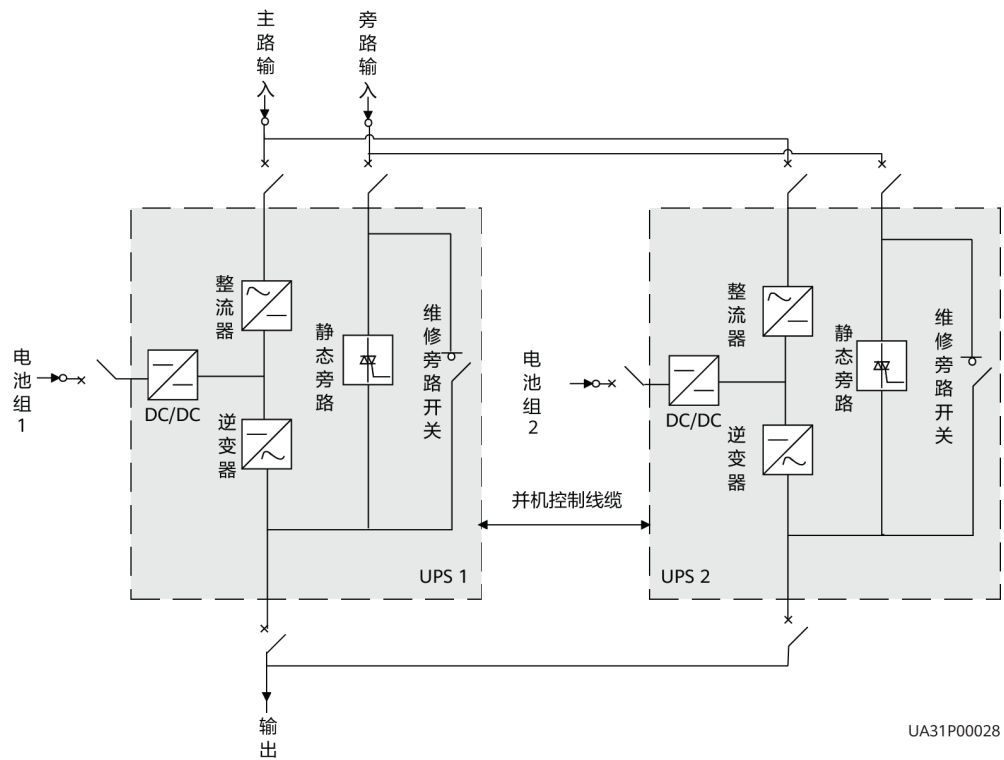 主路输入
旁路输入
整流器
静态旁路
维修旁路开关
电池组1
DC/DC
逆变器
UPS 1
并机控制线缆
整流器
静态旁路
维修旁路开关
电池组2
DC/DC
逆变器
UPS 2
输出
UA31P00028